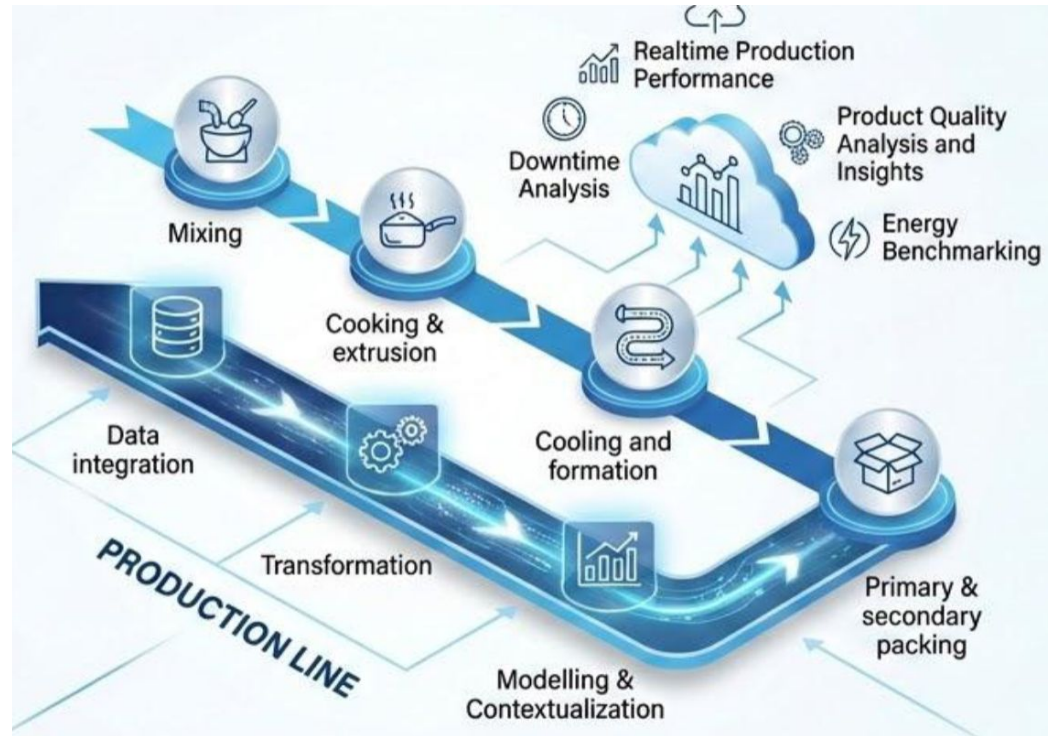 Realtime Production
Performance
Downtime
Analysis
Product Quality
Analysis and
Insights
Energy
Benchmarking
Mixing
Cooking &
extrusion
Cooling and
formation
Primary &
secondary
packing
Data
integration
Transformation
Modelling &
Contextualization
PRODUCTION LINE